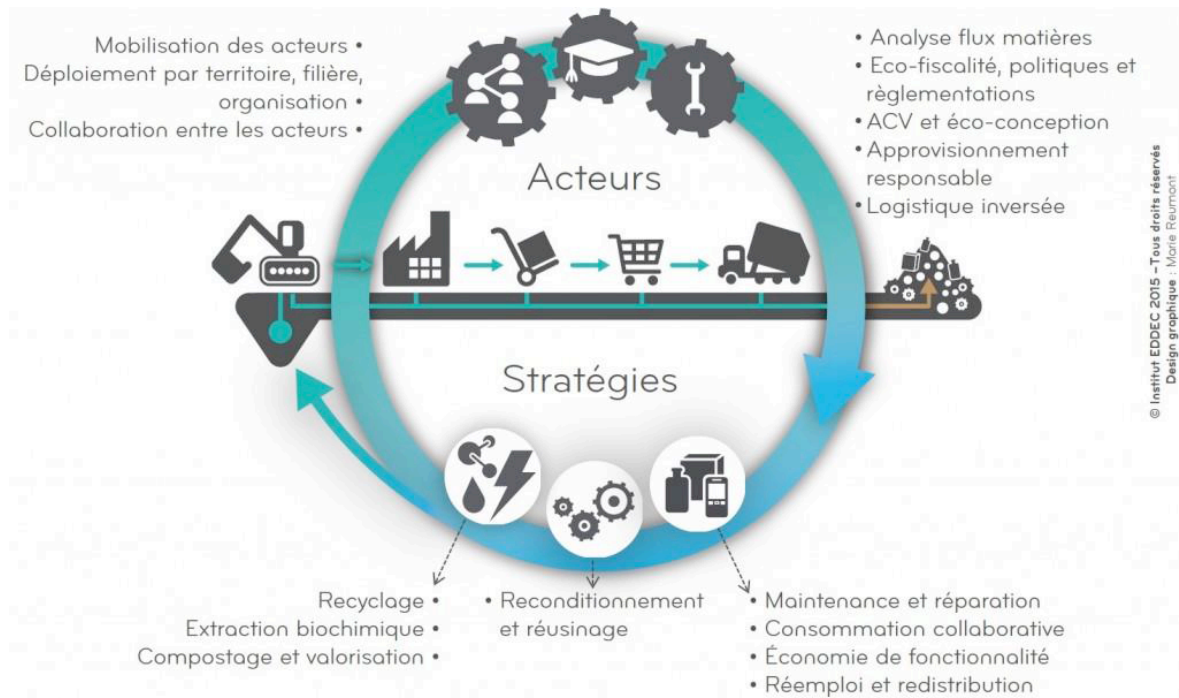 Mobilisation des acteurs •
Déploiement par territoire, filière,
organisation •
Collaboration entre les acteurs •
• Analyse flux matières
• Eco-fiscalité, politiques et
règlementations
• ACV et éco-conception
• Approvisionnement
responsable
• Logistique inversée
Acteurs
Stratégies
Recyclage •
Extraction biochimique •
Compostage et valorisation •
• Reconditionnement
et réusinage
• Maintenance et réparation
• Consommation collaborative
• Économie de fonctionnalité
• Réemploi et redistribution
© Institut EDDEC 2015 –Tous droits réservés
Design graphique : Marie Reumont